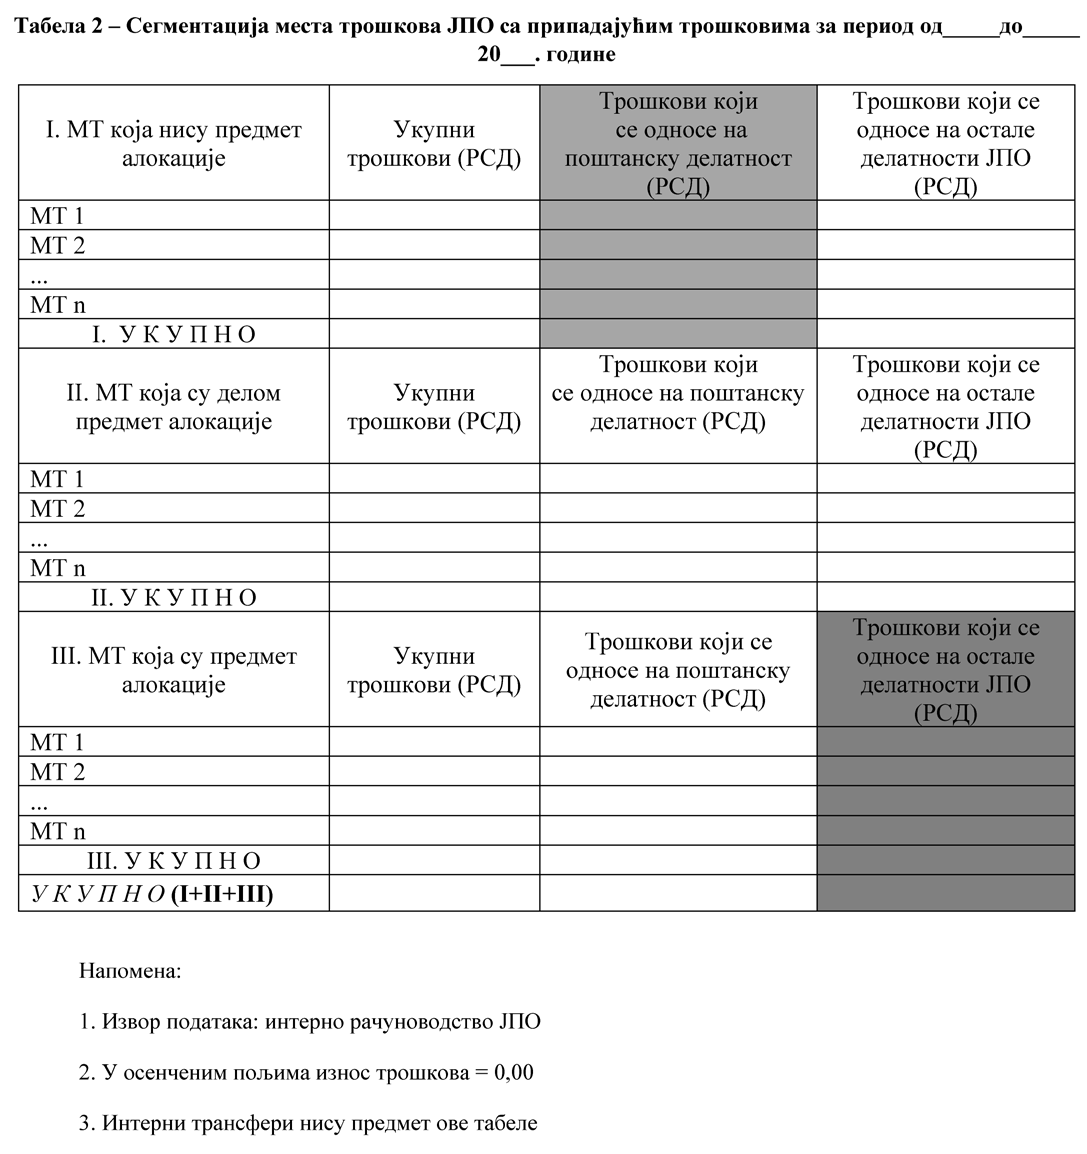 Табела 2 – Сегментација места трошкова ЈПО са припадајућим трошковима за период од_____до_____
20___. године
I. МТ која нису предмет
алокације
Укупни
трошкови (РСД)
Трошкови који
се односе на
поштанску делатност
(РСД)
Трошкови који се
односе на остале
делатности ЈПО
(РСД)
МТ 1
МТ 2
...
МТ n
I. У К У П Н О
II. МТ која су делом
предмет алокације
Укупни
трошкови (РСД)
Трошкови који
се односе на поштанску
делатност (РСД)
Трошкови који се
односе на остале
делатности ЈПО
(РСД)
МТ 1
МТ 2
...
МТ n
II. У К У П Н О
III. МТ која су предмет
алокације
Укупни
трошкови (РСД)
Трошкови који се
односе на поштанску
делатност (РСД)
Трошкови који се
односе на остале
делатности ЈПО
(РСД)
МТ 1
МТ 2
...
МТ n
III. У К У П Н О
У К У П Н О (I+II+III)
Напомена:
1. Извор података: интерно рачуноводство ЈПО
2. У осенченим пољима износ трошкова = 0,00
3. Интерни трансфери нису предмет ове табеле